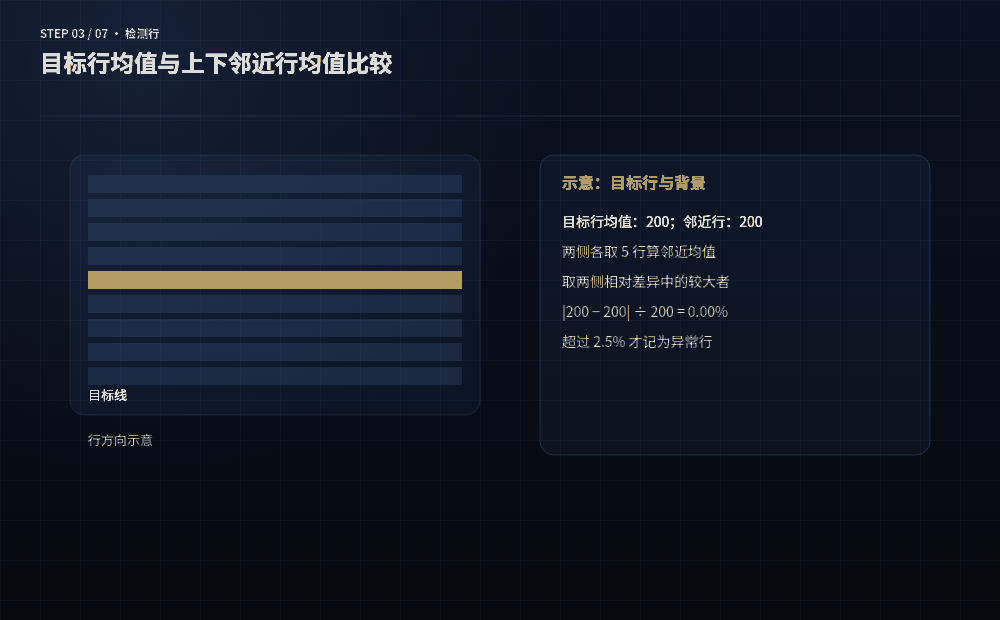 STEP 03 / 07 • 检测行
目标行均值与上下邻近行均值比较
目标线
行方向示意
示意：目标行与背景
目标行均值：200；邻近行：200
两侧各取 5 行算邻近均值
取两侧相对差异中的较大者
|200 − 200| ÷ 200 = 0.00%
超过 2.5% 才记为异常行